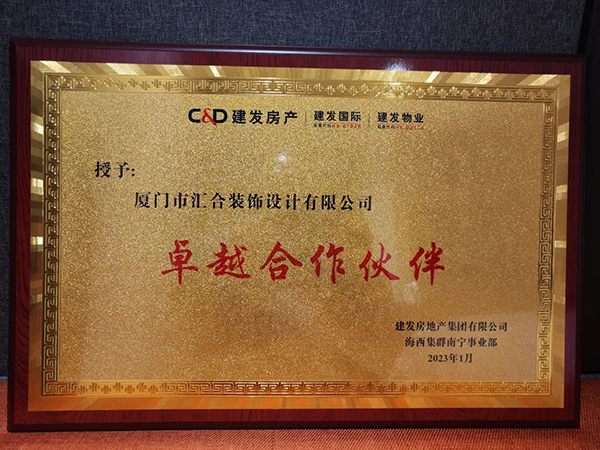 C&D 建发房产 | 建发国际 | 建发物业
授予:
厦门市汇合装饰设计有限公司
卓越合作伙伴
建发房地产集团有限公司
海西集群南宁事业部
2023年1月